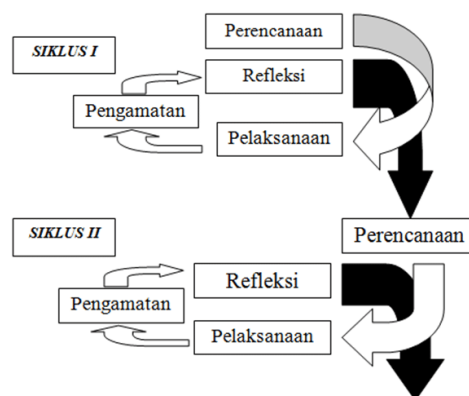 Perencanaan
SIKLUS I
Refleksi
Pengamatan
Pelaksanaan
SIKLUS II
Perencanaan
Refleksi
Pengamatan
Pelaksanaan